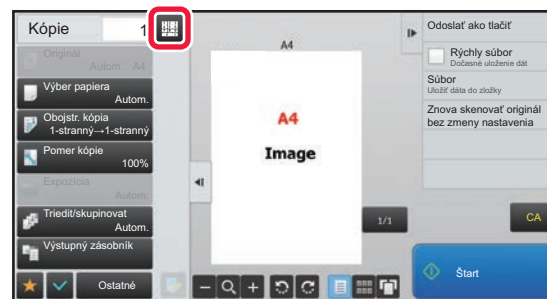 Kópie
1
Originál
Autom. A4
Výber papiera
Autom.
Obojstr. kópia
1-stranný→1-stranný
Pomer kópie
100%
Expozícia
Autom.
Triediť/skupinovat
Autom.
Výstupný zásobník
Ostatné
A4
A4
Image
1/1
Odoslať ako tlačiť
Rýchly súbor
Dočasné uloženie dát
Súbor
Uložiť dáta do zložky
Znova skenovať originál
bez zmeny nastavenia
CA
Štart